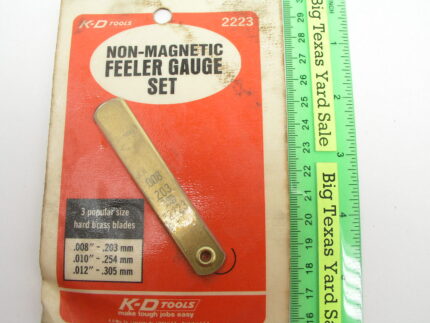 K-D TOOLS 2223
NON-MAGNETIC
FEELER GAUGE
SET
.008
.203
3 popular size
hard brass blades
.008" - .203 mm
.010" - .254 mm
.012" - .305 mm
K-D TOOLS
make tough jobs easy
Big Texas Yard Sale
Big Texas Yard Sale